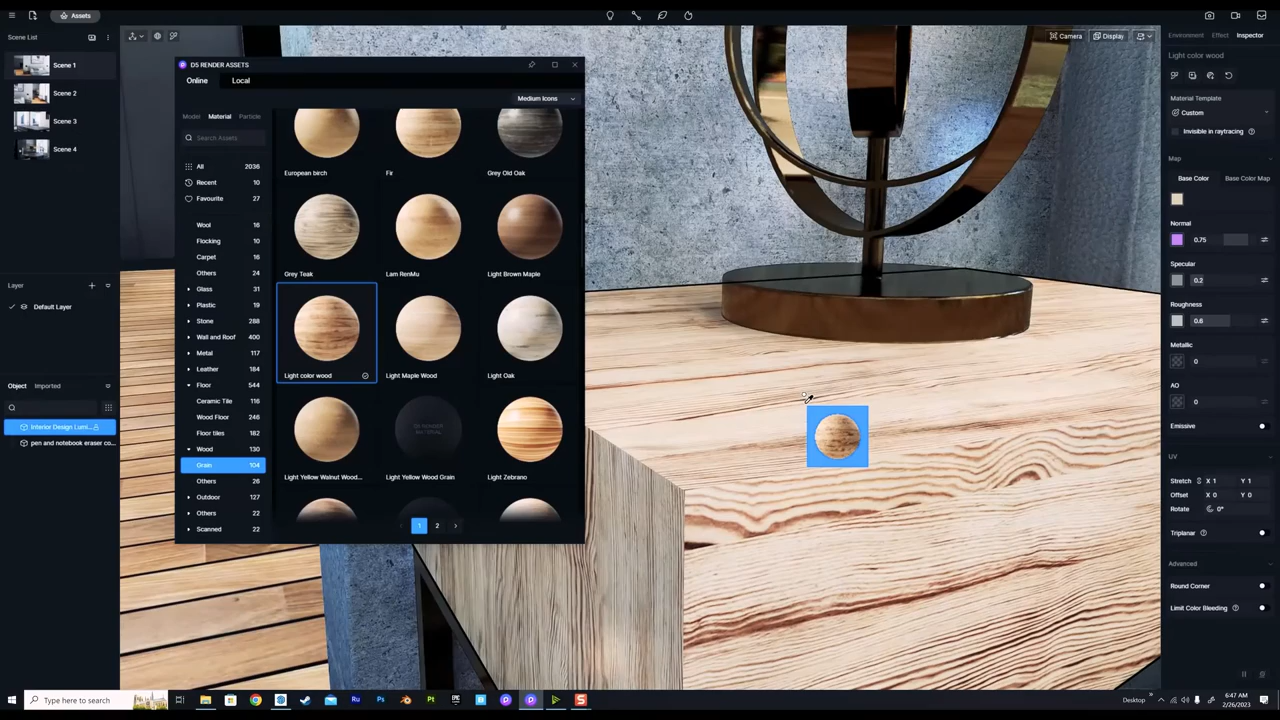 Assets
Scene List
Scene 1
Scene 2
Scene 3
Scene 4
Layer
Default Layer
Object
Imported
Interior Design Lumi...
pen and notebook eraser co...
D5 RENDER ASSETS
Online
Local
Medium Icons
Model
Material
Particle
Search Assets
All 2036
Recent 10
Favourite 27
Wool 16
Flocking 10
Carpet 16
Others 24
Glass 31
Plastic 19
Stone 288
Wall and Roof 400
Metal 117
Leather 184
Floor 544
Ceramic Tile 116
Wood Floor 246
Floor tiles 182
Wood 130
Grain 104
Others 26
Outdoor 127
Others 22
Scanned 22
European birch
Fir
Grey Old Oak
Grey Teak
Lam RenMu
Light Brown Maple
Light color wood
Light Maple Wood
Light Oak
D5 RENDER
MATERIAL
Light Yellow Walnut Wood...
Light Yellow Wood Grain
Light Zebrano
1
2
Camera
Display
Environment
Effect
Inspector
Light color wood
Material Template
Custom
Invisible in raytracing
Map
Base Color
Base Color Map
Normal
0.75
Specular
0.2
Roughness
0.6
Metallic
0
AO
0
Emissive
UV
Stretch X 1 Y 1
Offset X 0 Y 0
Rotate 0°
Triplanar
Advanced
Round Corner
Limit Color Bleeding
Type here to search
Desktop
6:47 AM
2/26/2023